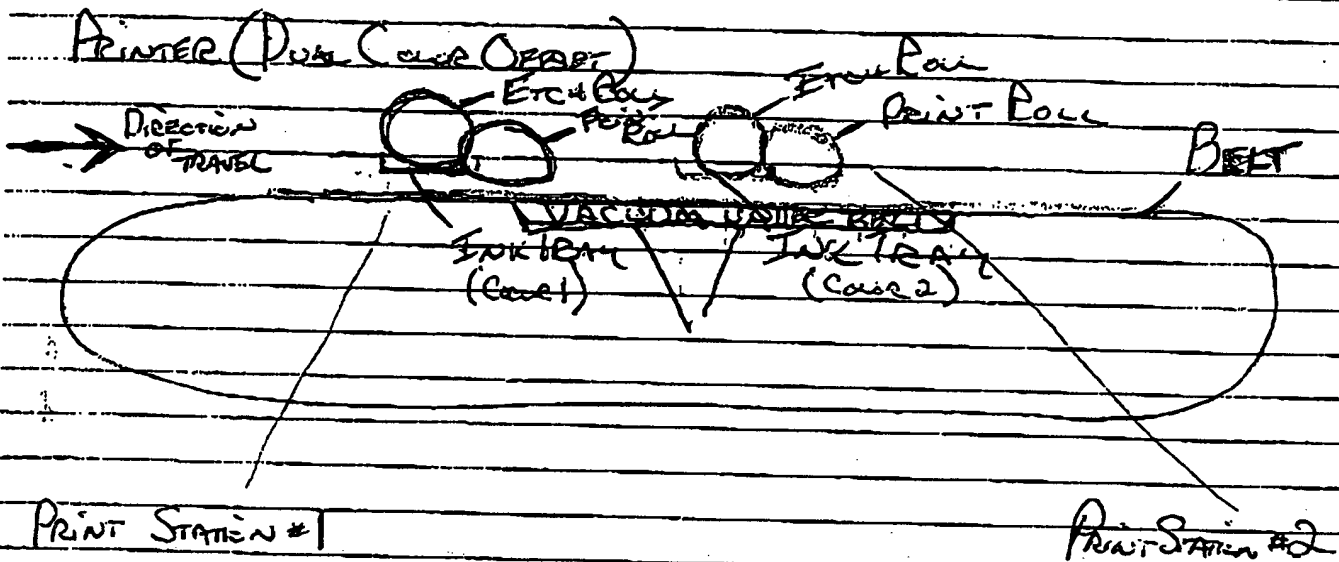 PRINTER (DUAL COLOR OFFSET)
ETCH ROLL
ETCH ROLL
PRINT ROLL
PRINT ROLL
DIRECTION
OF
TRAVEL
BELT
VACUUM UNDER BELT
INK TRAY
(COLOR 1)
INK TRAY
(COLOR 2)
PRINT STATION #1
PRINT STATION #2